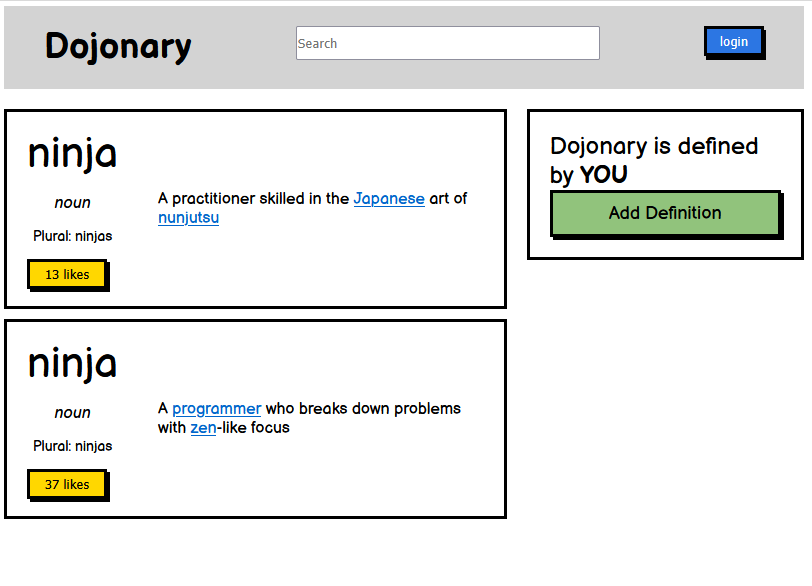 Dojonary
Search
login
ninja
noun
Plural: ninjas
13 likes
A practitioner skilled in the Japanese art of
nunjutsu
ninja
noun
Plural: ninjas
37 likes
A programmer who breaks down problems
with zen-like focus
Dojonary is defined
by YOU
Add Definition